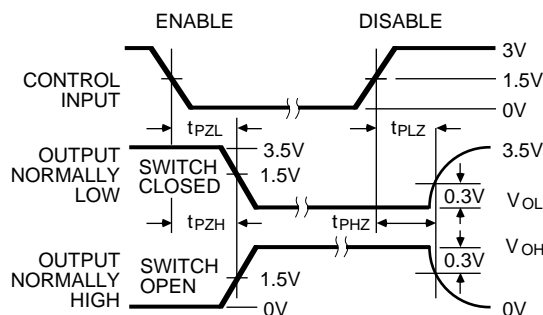 ENABLE DISABLE
3V
CONTROL
INPUT
1.5V
0V
tPZL tPLZ
OUTPUT
NORMALLY
LOW
SWITCH
CLOSED
3.5V
1.5V
3.5V
0.3V
VOL
tPZH tPHZ
OUTPUT
NORMALLY
HIGH
SWITCH
OPEN
1.5V
0V
VOH
0.3V
0V